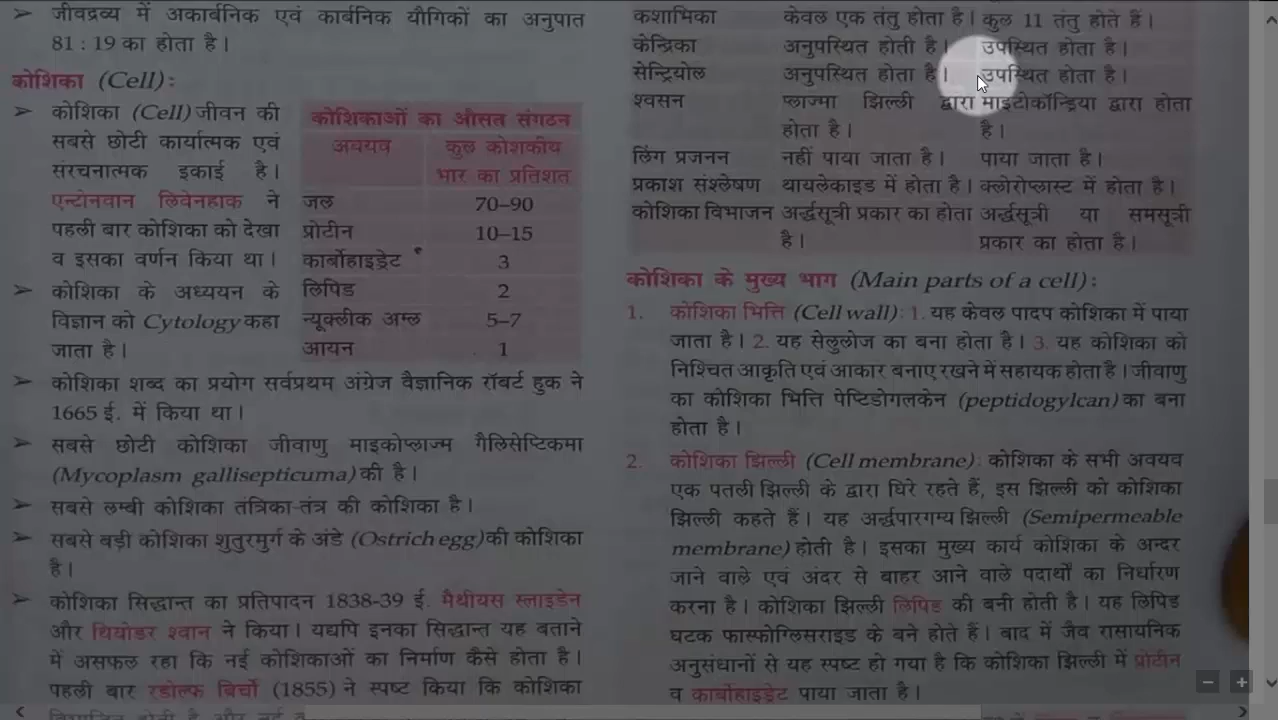 ➢ जीवद्रव्य में अकार्बनिक एवं कार्बनिक यौगिकों का अनुपात
81 : 19 का होता है।
कोशिका (Cell) :
➢ कोशिका (Cell) जीवन की
सबसे छोटी कार्यात्मक एवं
संरचनात्मक इकाई है।
एन्टोनवान लिवेनहाक ने
पहली बार कोशिका को देखा
व इसका वर्णन किया था।
➢ कोशिका के अध्ययन के
विज्ञान को Cytology कहा
जाता है।
कोशिकाओं का औसत संगठन
अवयव कुल कोशकीय
भार का प्रतिशत
जल 70–90
प्रोटीन 10–15
कार्बोहाइड्रेट 3
लिपिड 2
न्यूक्लीक अम्ल 5–7
आयन 1
➢ कोशिका शब्द का प्रयोग सर्वप्रथम अंग्रेज वैज्ञानिक रॉबर्ट हुक ने
1665 ई. में किया था।
➢ सबसे छोटी कोशिका जीवाणु माइकोप्लाज्म गैलिसेप्टिकमा
(Mycoplasm gallisepticuma) की है।
➢ सबसे लम्बी कोशिका तंत्रिका-तंत्र की कोशिका है।
➢ सबसे बड़ी कोशिका शुतुरमुर्ग के अंडे (Ostrich egg) की कोशिका
है।
➢ कोशिका सिद्धान्त का प्रतिपादन 1838-39 ई. मैथीयस स्नाइडेन
और थियोडर श्वान ने किया। यद्यपि इनका सिद्धान्त यह बताने
में असफल रहा कि नई कोशिकाओं का निर्माण कैसे होता है।
पहली बार रडोल्फ बिर्चो (1855) ने स्पष्ट किया कि कोशिका
कशाभिका केवल एक तंतु होता है। कुल 11 तंतु होते हैं।
केन्द्रिका अनुपस्थित होती है। उपस्थित होता है।
सेन्ट्रियोल अनुपस्थित होता है। उपस्थित होता है।
श्वसन प्लाज्मा झिल्ली द्वारा माइटोकॉन्ड्रिया द्वारा होता
होता है। है।
लिंग प्रजनन नहीं पाया जाता है। पाया जाता है।
प्रकाश संश्लेषण थायलेकाइड में होता है। क्लोरोप्लास्ट में होता है।
कोशिका विभाजन अर्द्धसूत्री प्रकार का होता अर्द्धसूत्री या समसूत्री
है। प्रकार का होता है।
कोशिका के मुख्य भाग (Main parts of a cell) :
1. कोशिका भित्ति (Cell wall) : 1. यह केवल पादप कोशिका में पाया
जाता है। 2. यह सेलुलोज का बना होता है। 3. यह कोशिका को
निश्चित आकृति एवं आकार बनाए रखने में सहायक होता है। जीवाणु
का कोशिका भित्ति पेप्टिडोगलकेन (peptidogylcan) का बना
होता है।
2. कोशिका झिल्ली (Cell membrane) : कोशिका के सभी अवयव
एक पतली झिल्ली के द्वारा घिरे रहते हैं, इस झिल्ली को कोशिका
झिल्ली कहते हैं। यह अर्द्धपारगम्य झिल्ली (Semipermeable
membrane) होती है। इसका मुख्य कार्य कोशिका के अन्दर
जाने वाले एवं अंदर से बाहर आने वाले पदार्थों का निर्धारण
करना है। कोशिका झिल्ली लिपिड की बनी होती है। यह लिपिड
घटक फास्फोग्लिसराइड के बने होते हैं। बाद में जैव रासायनिक
अनुसंधानों से यह स्पष्ट हो गया है कि कोशिका झिल्ली में प्रोटीन
व कार्बोहाइड्रेट पाया जाता है।